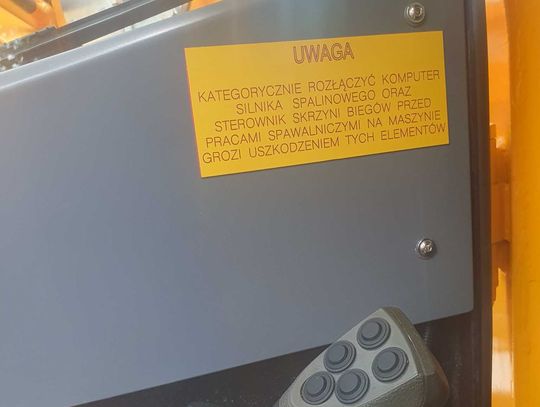 UWAGA
KATEGORYCZNIE ROZŁĄCZYĆ KOMPUTER
SILNIKA SPALINOWEGO ORAZ
STEROWNIK SKRZYNI BIEGÓW PRZED
PRACAMI SPAWALNICZYMI NA MASZYNIE
GROZI USZKODZENIEM TYCH ELEMENTÓW